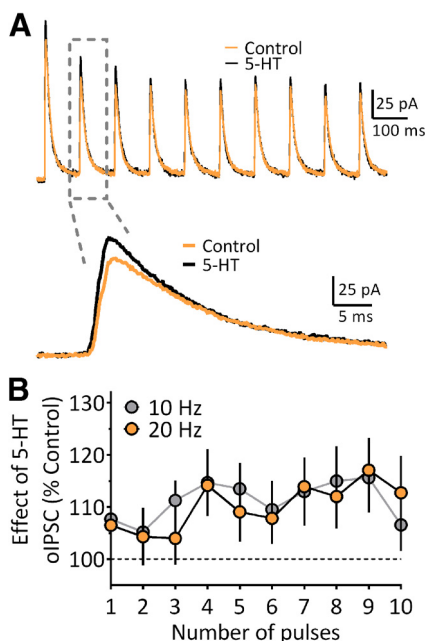 A
Control
5-HT
25 pA
100 ms
Control
5-HT
25 pA
5 ms
B
Effect of 5-HT
oIPSC (% Control)
130
120
110
100
10 Hz
20 Hz
1 2 3 4 5 6 7 8 9 10
Number of pulses